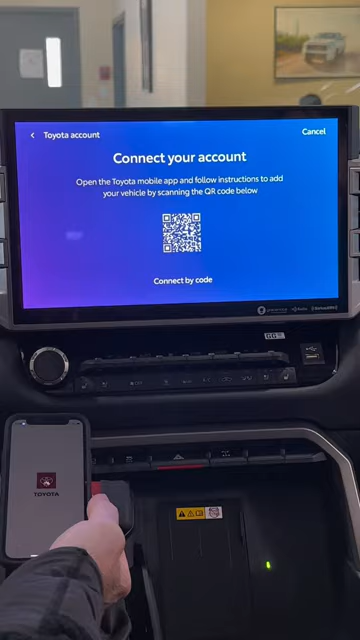 Toyota account
Cancel
Connect your account
Open the Toyota mobile app and follow instructions to add
your vehicle by scanning the QR code below
Connect by code
TOYOTA